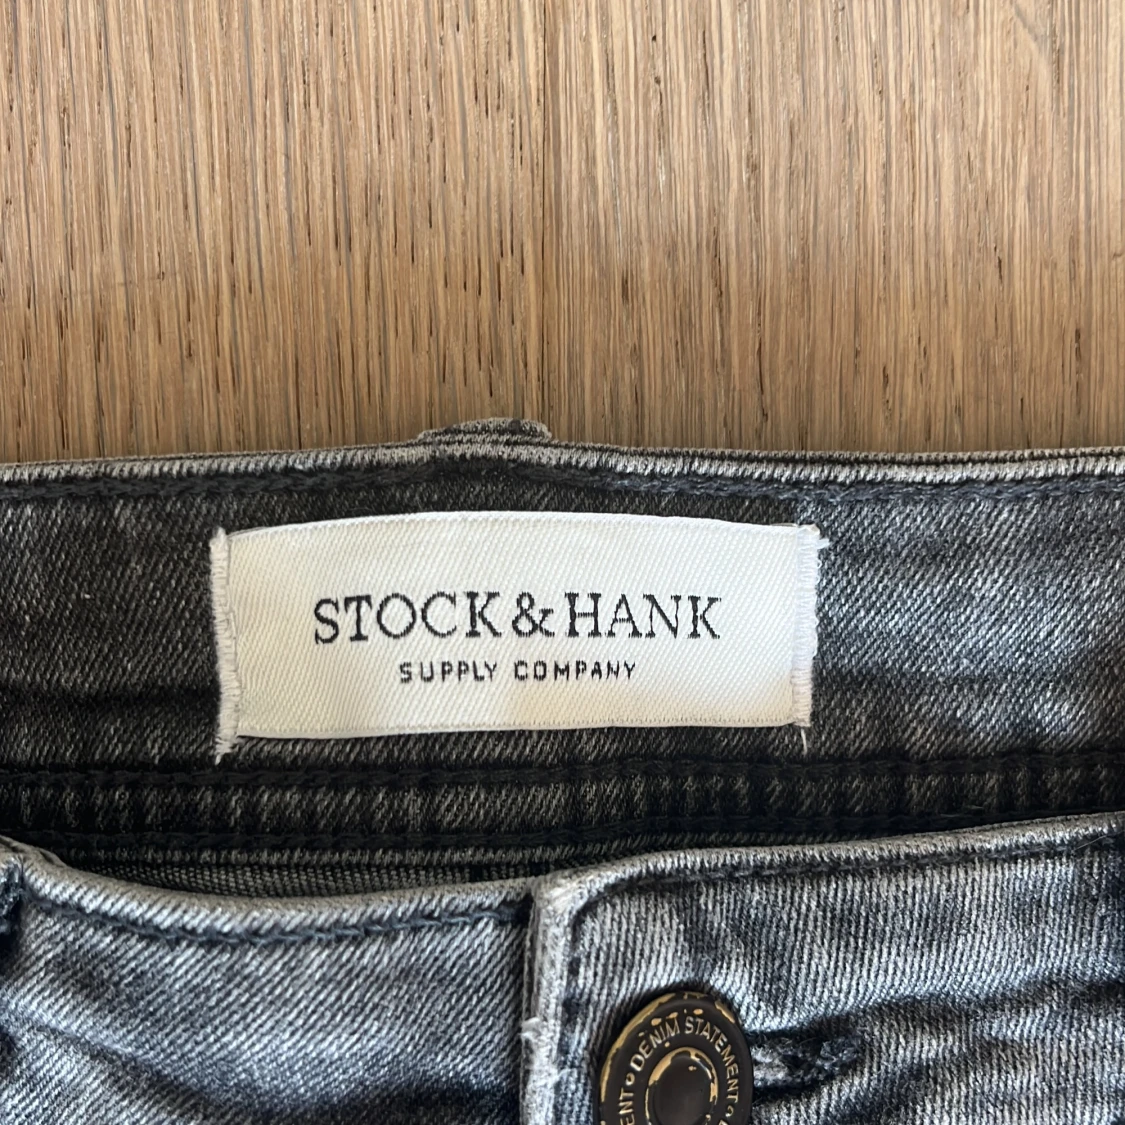 STOCK & HANK
SUPPLY COMPANY
DENIM STATEMENT